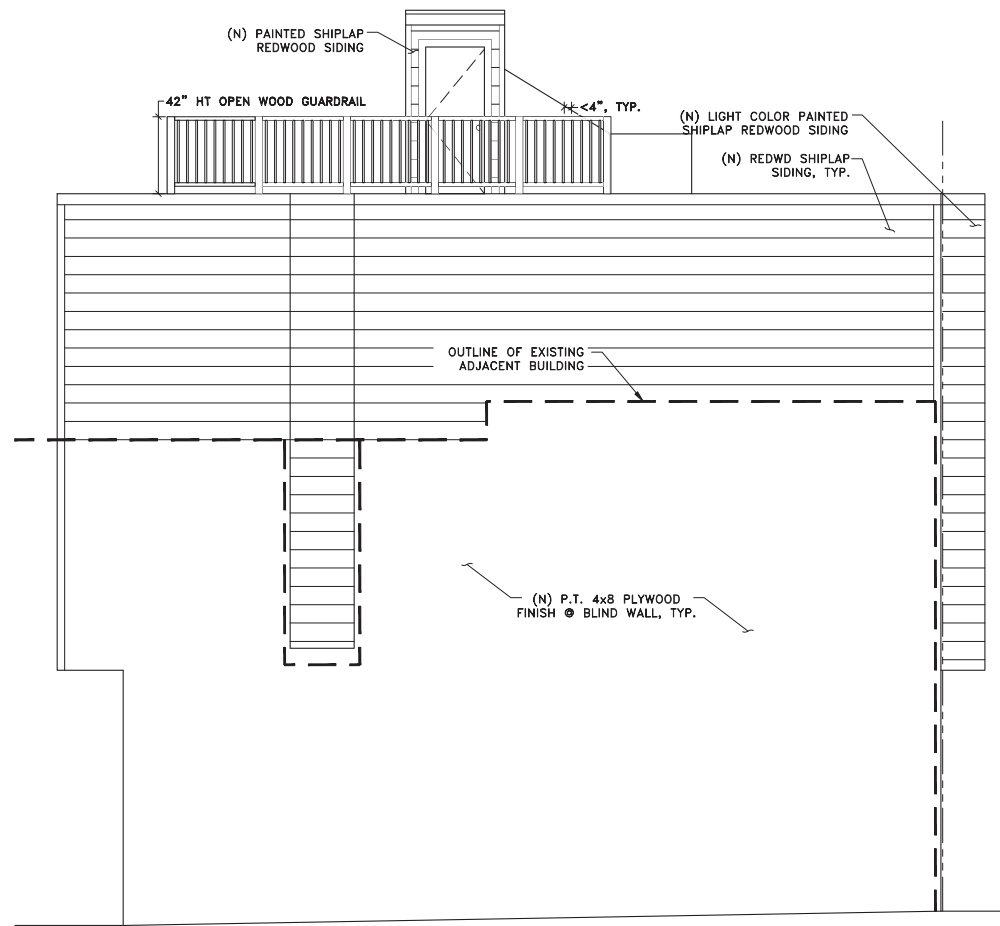 (N) PAINTED SHIPLAP
REDWOOD SIDING
42" HT OPEN WOOD GUARDRAIL
<4", TYP.
(N) LIGHT COLOR PAINTED
SHIPLAP REDWOOD SIDING
(N) REDWD SHIPLAP
SIDING, TYP.
OUTLINE OF EXISTING
ADJACENT BUILDING
(N) P.T. 4x8 PLYWOOD
FINISH @ BLIND WALL, TYP.